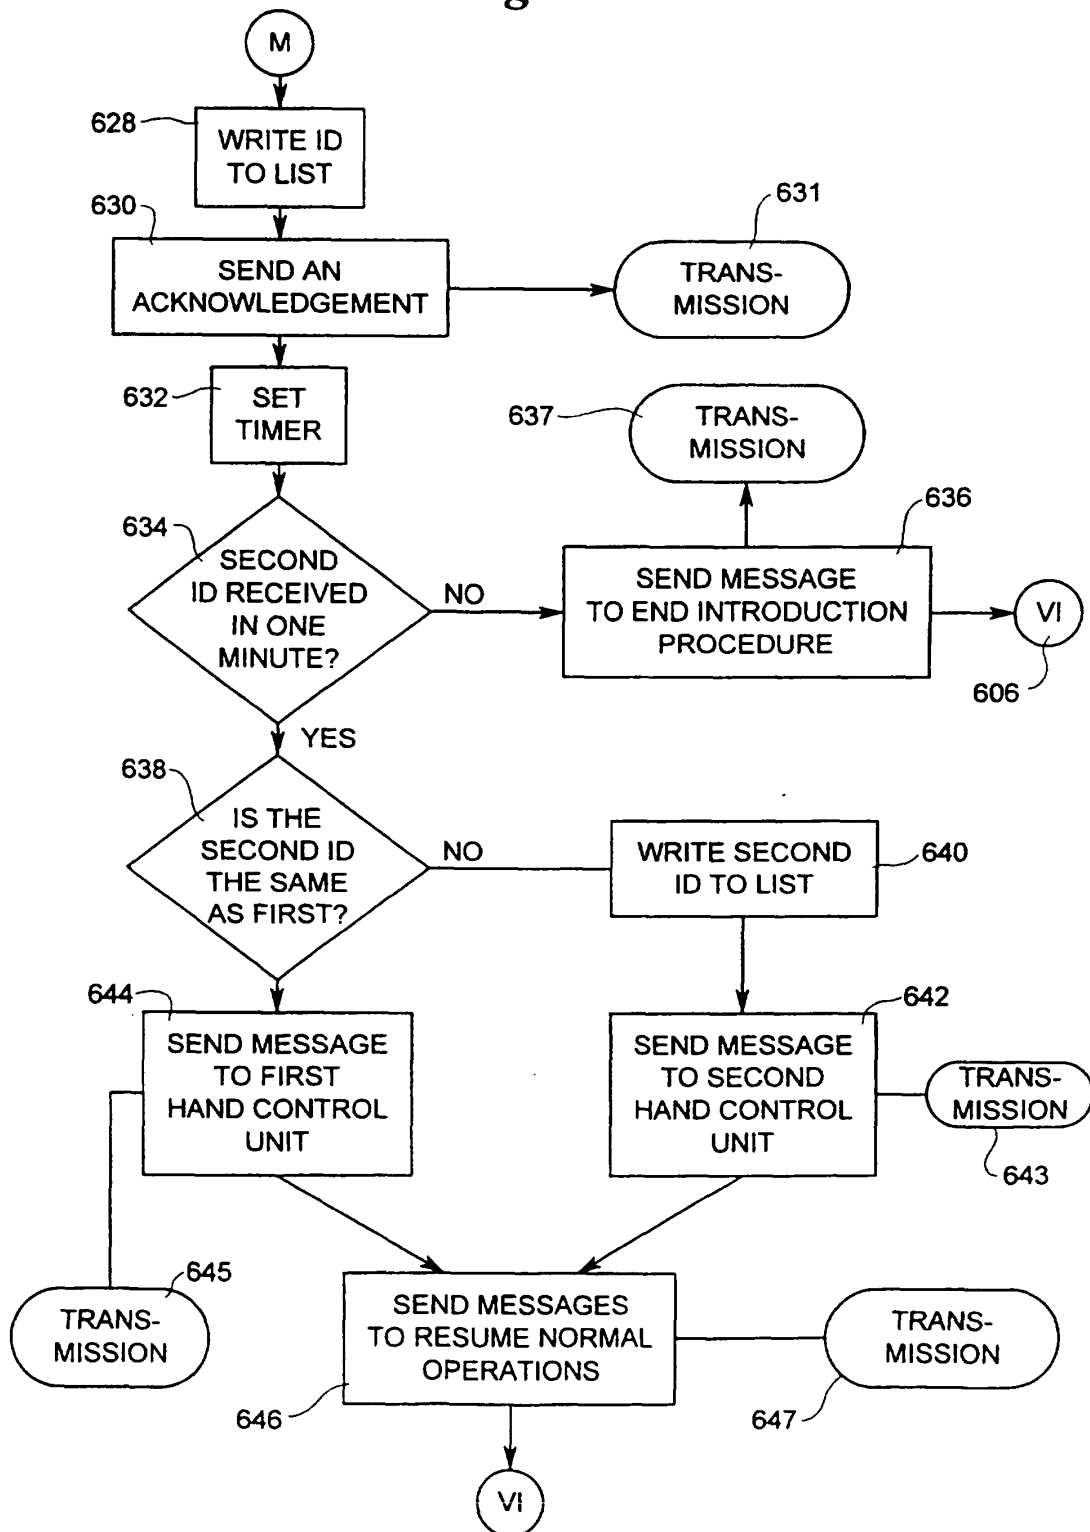 g
M
628
WRITE ID
TO LIST
630
SEND AN
ACKNOWLEDGEMENT
631
TRANS-
MISSION
632
SET
TIMER
637
TRANS-
MISSION
634
SECOND
ID RECEIVED
IN ONE
MINUTE?
NO
636
SEND MESSAGE
TO END INTRODUCTION
PROCEDURE
VI
606
YES
638
IS THE
SECOND ID
THE SAME
AS FIRST?
NO
WRITE SECOND
ID TO LIST
640
644
SEND MESSAGE
TO FIRST
HAND CONTROL
UNIT
642
SEND MESSAGE
TO SECOND
HAND CONTROL
UNIT
TRANS-
MISSION
643
645
TRANS-
MISSION
SEND MESSAGES
TO RESUME NORMAL
OPERATIONS
646
TRANS-
MISSION
647
VI